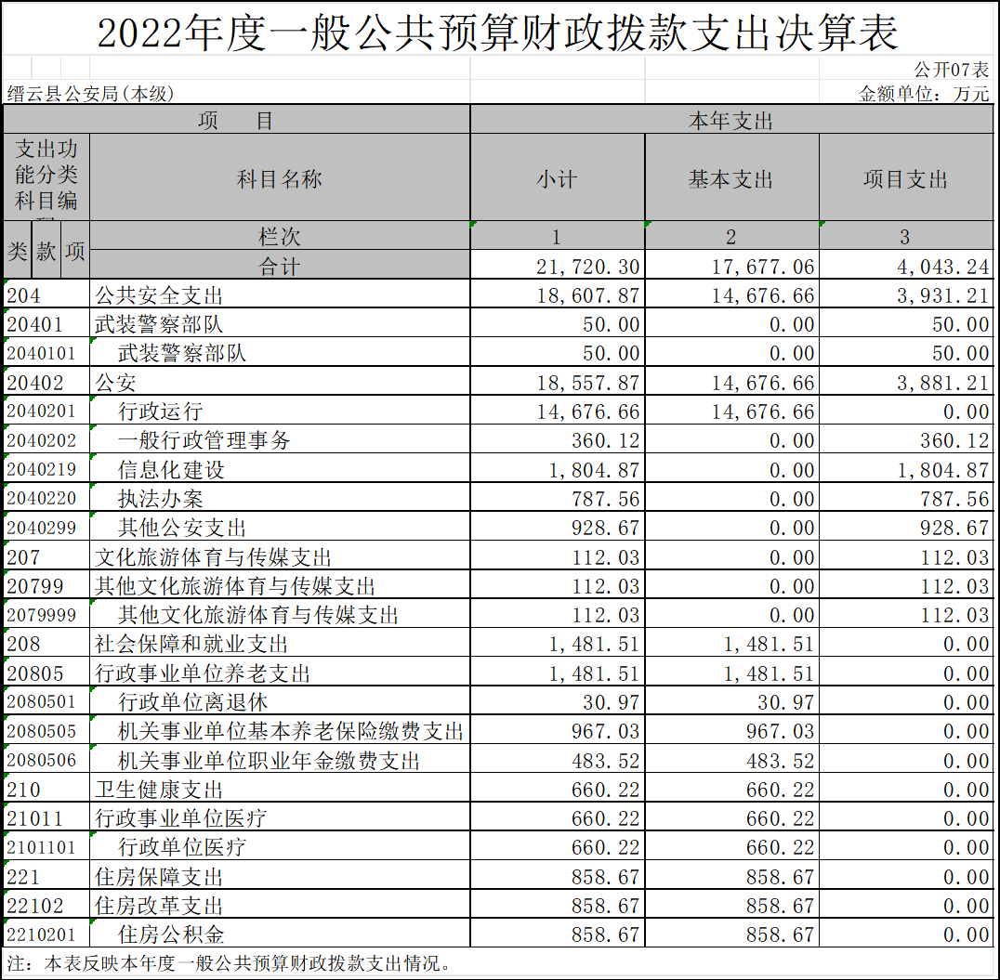 2022年度一般公共预算财政拨款支出决算表
公开07表
缙云县公安局(本级) 金额单位：万元
项 目 本年支出
支出功
能分类
科目编
科目名称 小计 基本支出 项目支出
类 款 项 栏次 1 2 3
合计 21,720.30 17,677.06 4,043.24
204 公共安全支出 18,607.87 14,676.66 3,931.21
20401 武装警察部队 50.00 0.00 50.00
2040101 武装警察部队 50.00 0.00 50.00
20402 公安 18,557.87 14,676.66 3,881.21
2040201 行政运行 14,676.66 14,676.66 0.00
2040202 一般行政管理事务 360.12 0.00 360.12
2040219 信息化建设 1,804.87 0.00 1,804.87
2040220 执法办案 787.56 0.00 787.56
2040299 其他公安支出 928.67 0.00 928.67
207 文化旅游体育与传媒支出 112.03 0.00 112.03
20799 其他文化旅游体育与传媒支出 112.03 0.00 112.03
2079999 其他文化旅游体育与传媒支出 112.03 0.00 112.03
208 社会保障和就业支出 1,481.51 1,481.51 0.00
20805 行政事业单位养老支出 1,481.51 1,481.51 0.00
2080501 行政单位离退休 30.97 30.97 0.00
2080505 机关事业单位基本养老保险缴费支出 967.03 967.03 0.00
2080506 机关事业单位职业年金缴费支出 483.52 483.52 0.00
210 卫生健康支出 660.22 660.22 0.00
21011 行政事业单位医疗 660.22 660.22 0.00
2101101 行政单位医疗 660.22 660.22 0.00
221 住房保障支出 858.67 858.67 0.00
22102 住房改革支出 858.67 858.67 0.00
2210201 住房公积金 858.67 858.67 0.00
注：本表反映本年度一般公共预算财政拨款支出情况。